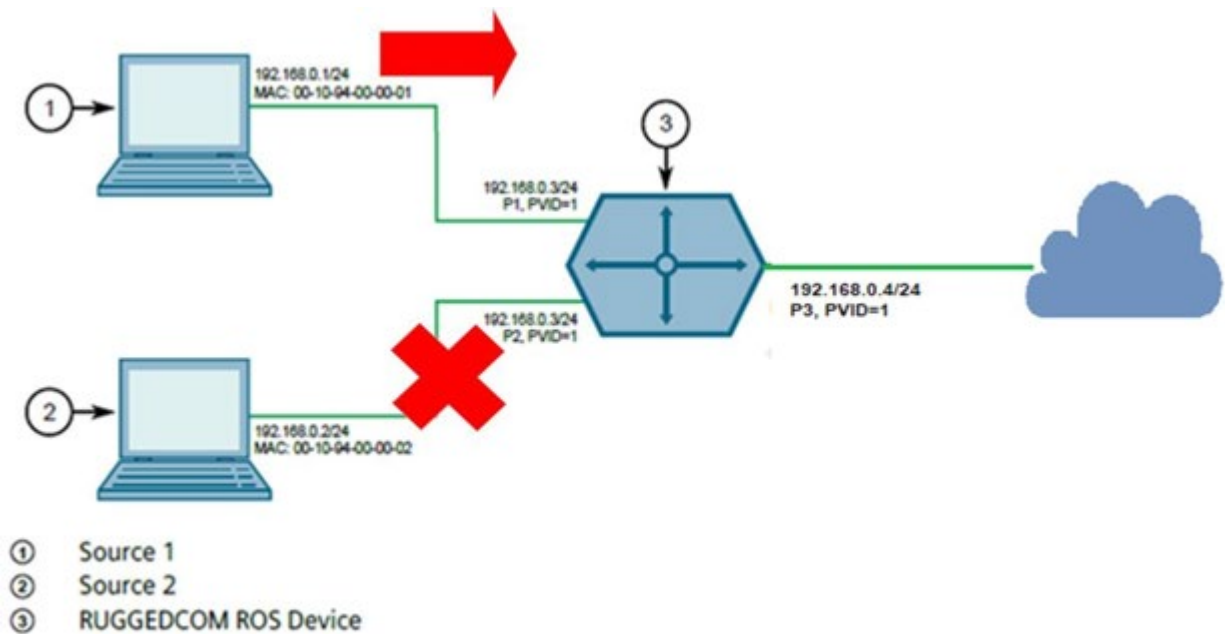 192.168.0.1/24
MAC: 00-10-94-00-00-01
1
3
192.168.0.3/24
P1, PVID=1
192.168.0.4/24
P3, PVID=1
192.168.0.3/24
P2, PVID=1
2
192.168.0.2/24
MAC: 00-10-94-00-00-02
① Source 1
② Source 2
③ RUGGEDCOM ROS Device